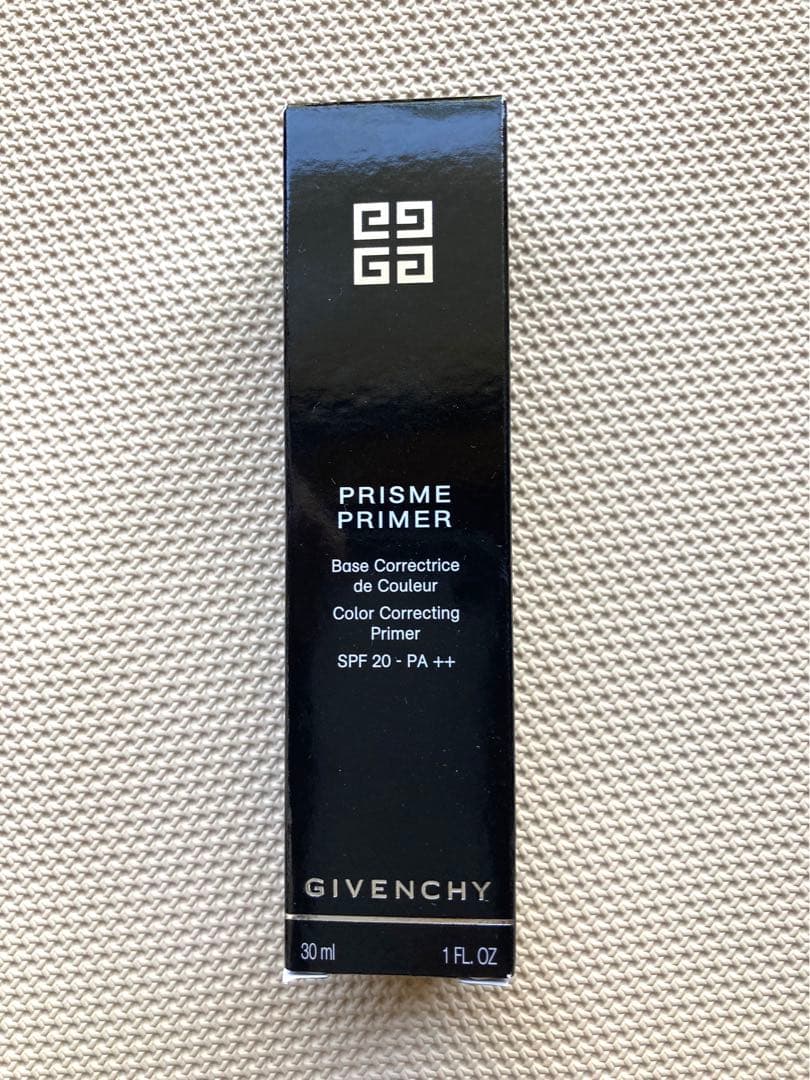 PRISME
PRIMER
Base Correctrice
de Couleur
Color Correcting
Primer
SPF 20 - PA ++
GIVENCHY
30 ml 1 FL. OZ